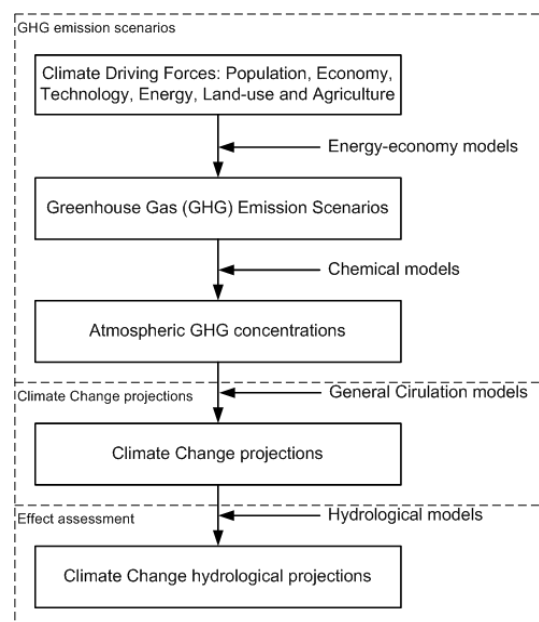 GHG emission scenarios
Climate Driving Forces: Population, Economy,
Technology, Energy, Land-use and Agriculture
Energy-economy models
Greenhouse Gas (GHG) Emission Scenarios
Chemical models
Atmospheric GHG concentrations
Climate Change projections
General Cirulation models
Climate Change projections
Effect assessment
Hydrological models
Climate Change hydrological projections